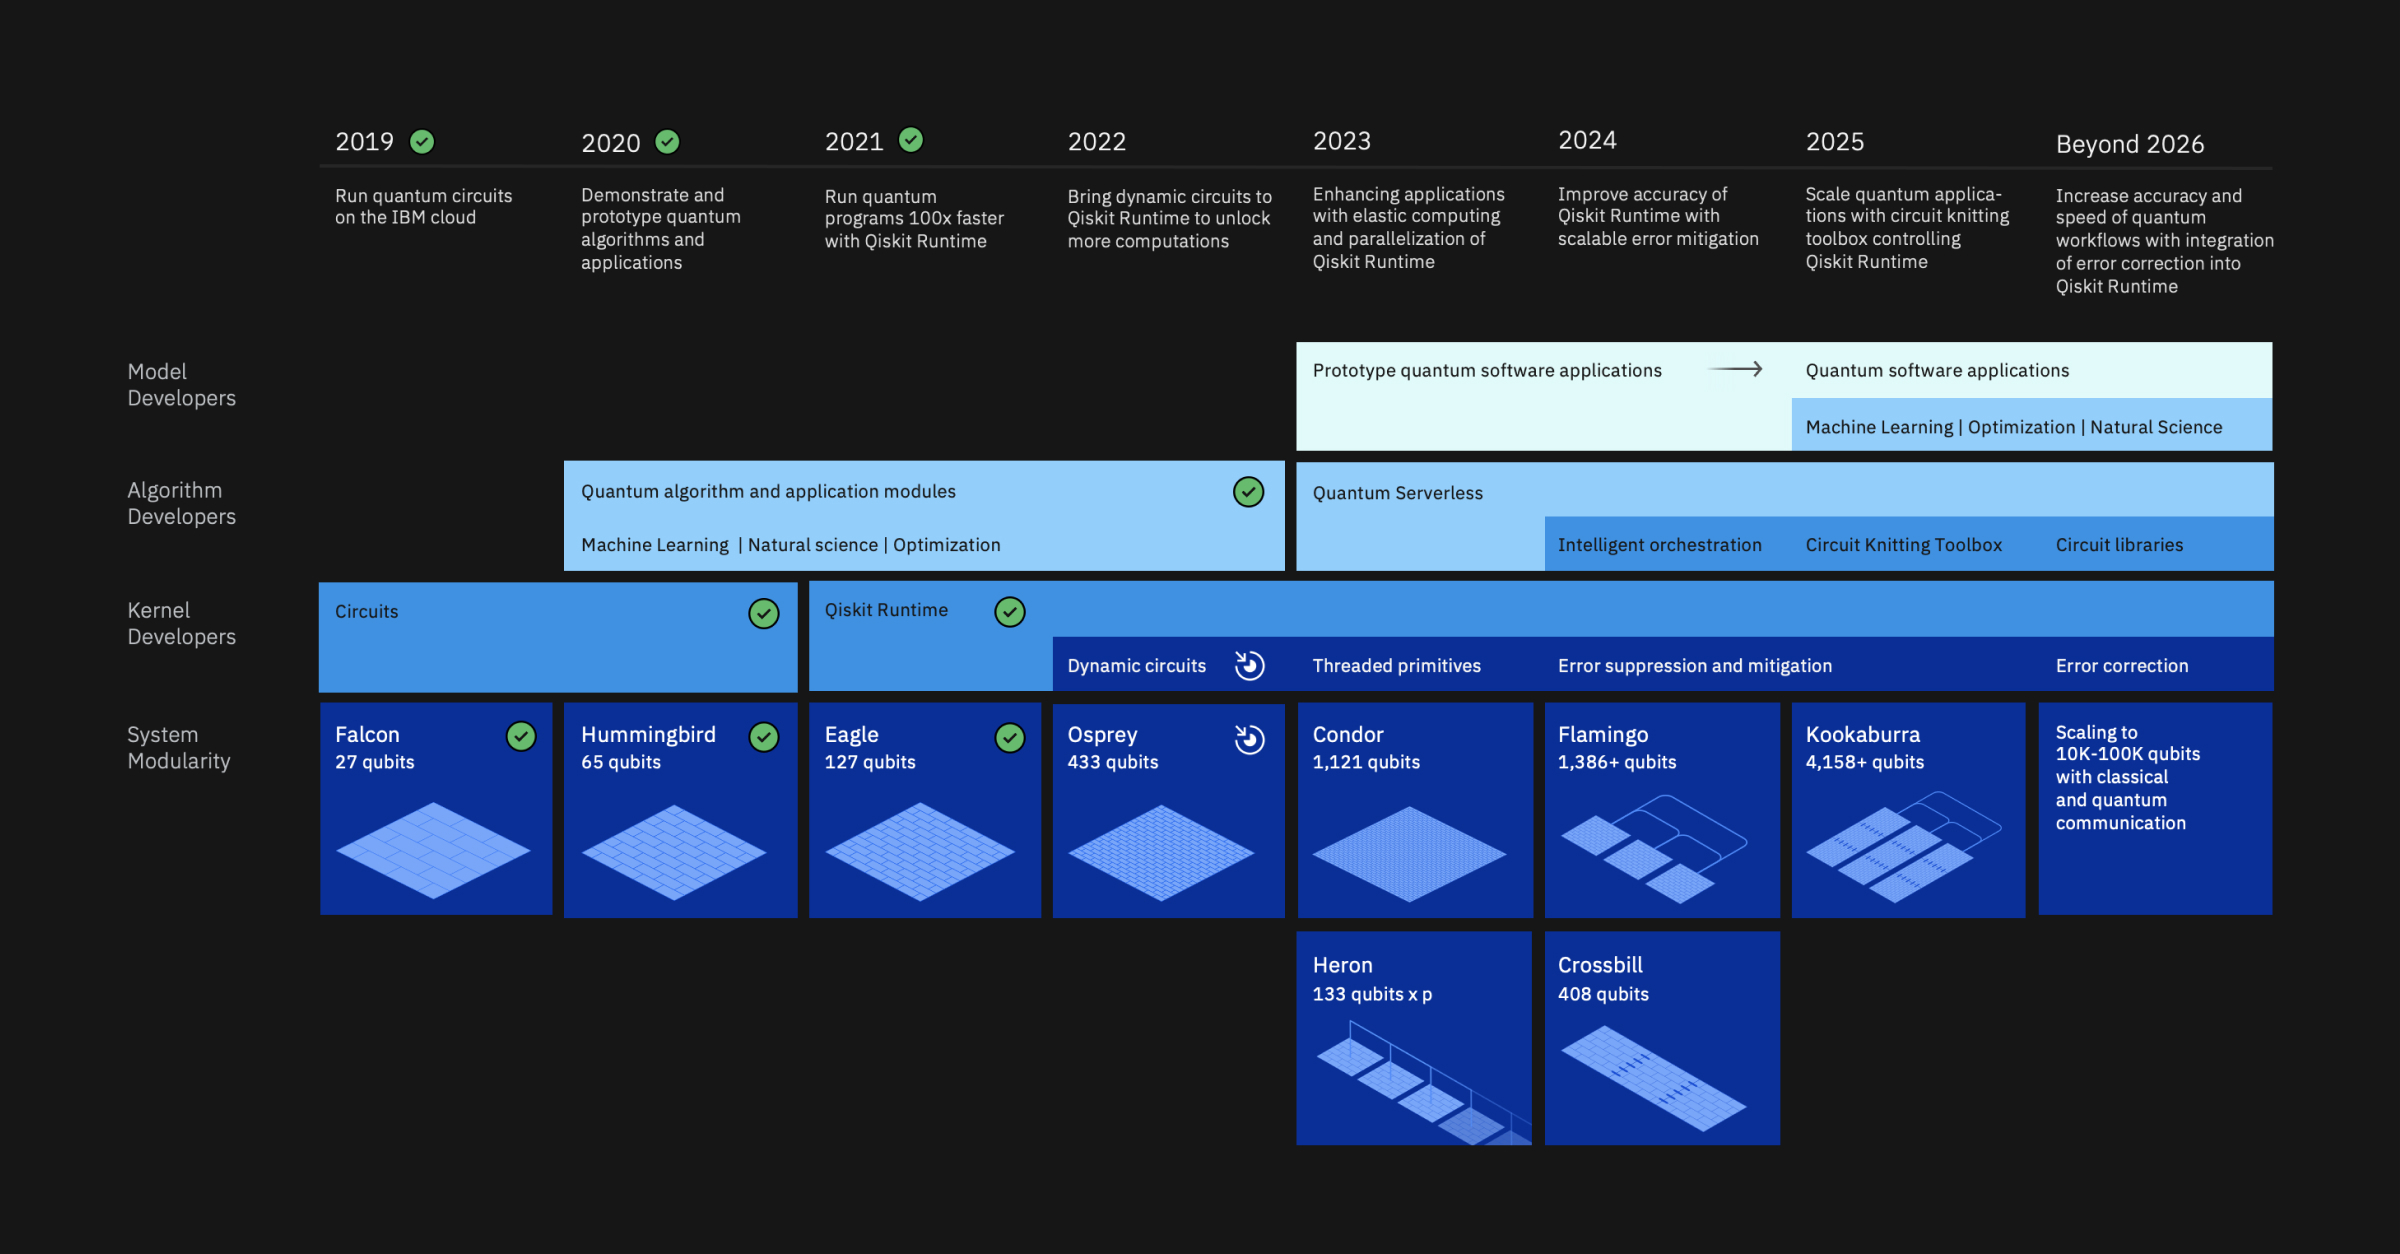 2019
2020
2021
2022
2023
2024
2025
Beyond 2026
Run quantum circuits
on the IBM cloud
Demonstrate and
prototype quantum
algorithms and
applications
Run quantum
programs 100x faster
with Qiskit Runtime
Bring dynamic circuits to
Qiskit Runtime to unlock
more computations
Enhancing applications
with elastic computing
and parallelization of
Qiskit Runtime
Improve accuracy of
Qiskit Runtime with
scalable error mitigation
Scale quantum applica-
tions with circuit knitting
toolbox controlling
Qiskit Runtime
Increase accuracy and
speed of quantum
workflows with integration
of error correction into
Qiskit Runtime
Model
Developers
Prototype quantum software applications
Quantum software applications
Machine Learning | Optimization | Natural Science
Algorithm
Developers
Quantum algorithm and application modules
Machine Learning | Natural science | Optimization
Quantum Serverless
Intelligent orchestration
Circuit Knitting Toolbox
Circuit libraries
Kernel
Developers
Circuits
Qiskit Runtime
Dynamic circuits
Threaded primitives
Error suppression and mitigation
Error correction
System
Modularity
Falcon
27 qubits
Hummingbird
65 qubits
Eagle
127 qubits
Osprey
433 qubits
Condor
1,121 qubits
Flamingo
1,386+ qubits
Kookaburra
4,158+ qubits
Scaling to
10K-100K qubits
with classical
and quantum
communication
Heron
133 qubits x p
Crossbill
408 qubits